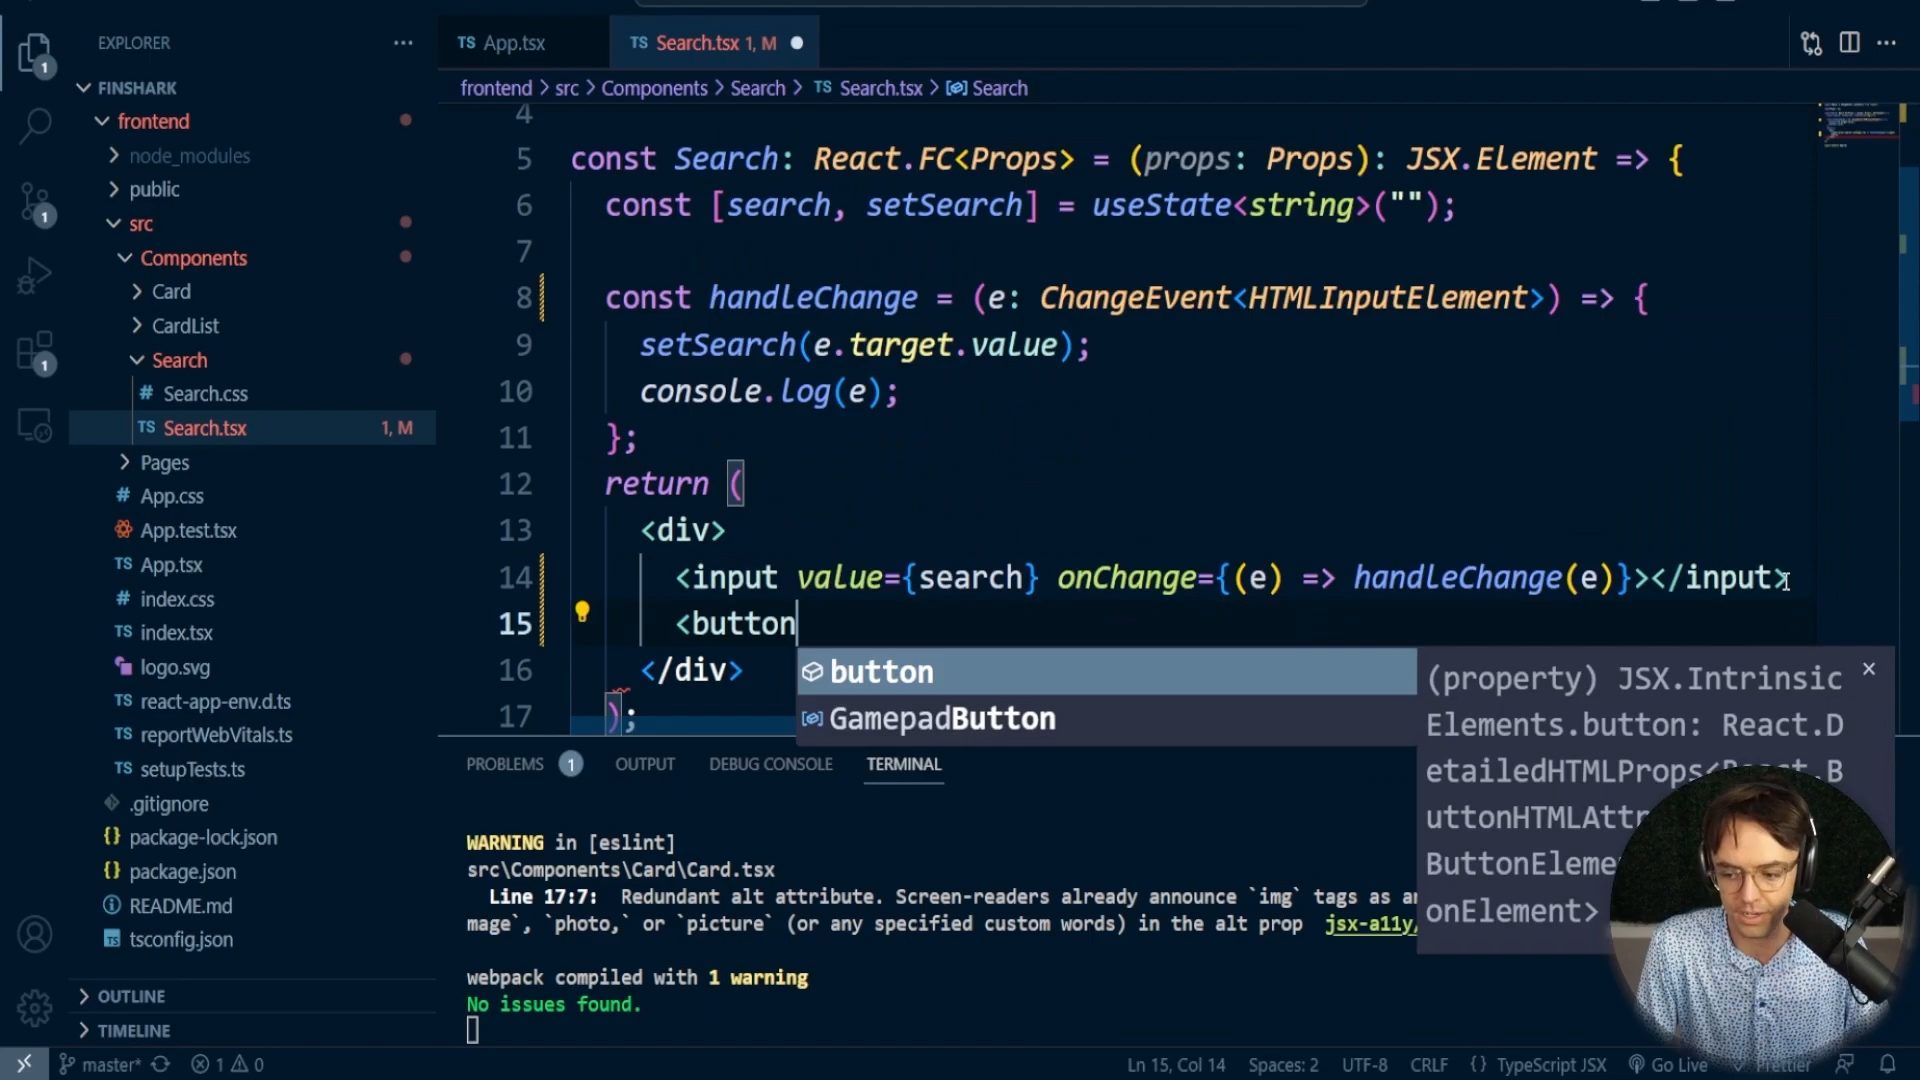 EXPLORER
1
FINSHARK
frontend
node_modules
public
src
Components
Card
CardList
Search
# Search.css
TS Search.tsx 1, M
Pages
# App.css
App.test.tsx
TS App.tsx
# index.css
TS index.tsx
logo.svg
TS react-app-env.d.ts
TS reportWebVitals.ts
TS setupTests.ts
.gitignore
{} package-lock.json
{} package.json
README.md
TS tsconfig.json
OUTLINE
TIMELINE
1
1
TS App.tsx
TS Search.tsx 1, M
frontend > src > Components > Search > TS Search.tsx > Search
4
5 const Search: React.FC<Props> = (props: Props): JSX.Element => {
6 const [search, setSearch] = useState<string>("");
7
8 const handleChange = (e: ChangeEvent<HTMLInputElement>) => {
9 setSearch(e.target.value);
10 console.log(e);
11 };
12 return (
13 <div>
14 <input value={search} onChange={(e) => handleChange(e)}></input>
15 <button
16 </div>
17 );
button
GamepadButton
(property) JSX.Intrinsic
Elements.button: React.D
etailedHTMLProps<React.B
uttonHTMLAttr
ButtonEleme
onElement>
PROBLEMS 1 OUTPUT DEBUG CONSOLE TERMINAL
WARNING in [eslint]
src\Components\Card\Card.tsx
Line 17:7: Redundant alt attribute. Screen-readers already announce `img` tags as an
mage`, `photo,` or `picture` (or any specified custom words) in the alt prop jsx-a11y/
webpack compiled with 1 warning
No issues found.
master* 1 0 Ln 15, Col 14 Spaces: 2 UTF-8 CRLF {} TypeScript JSX Go Live Prettier